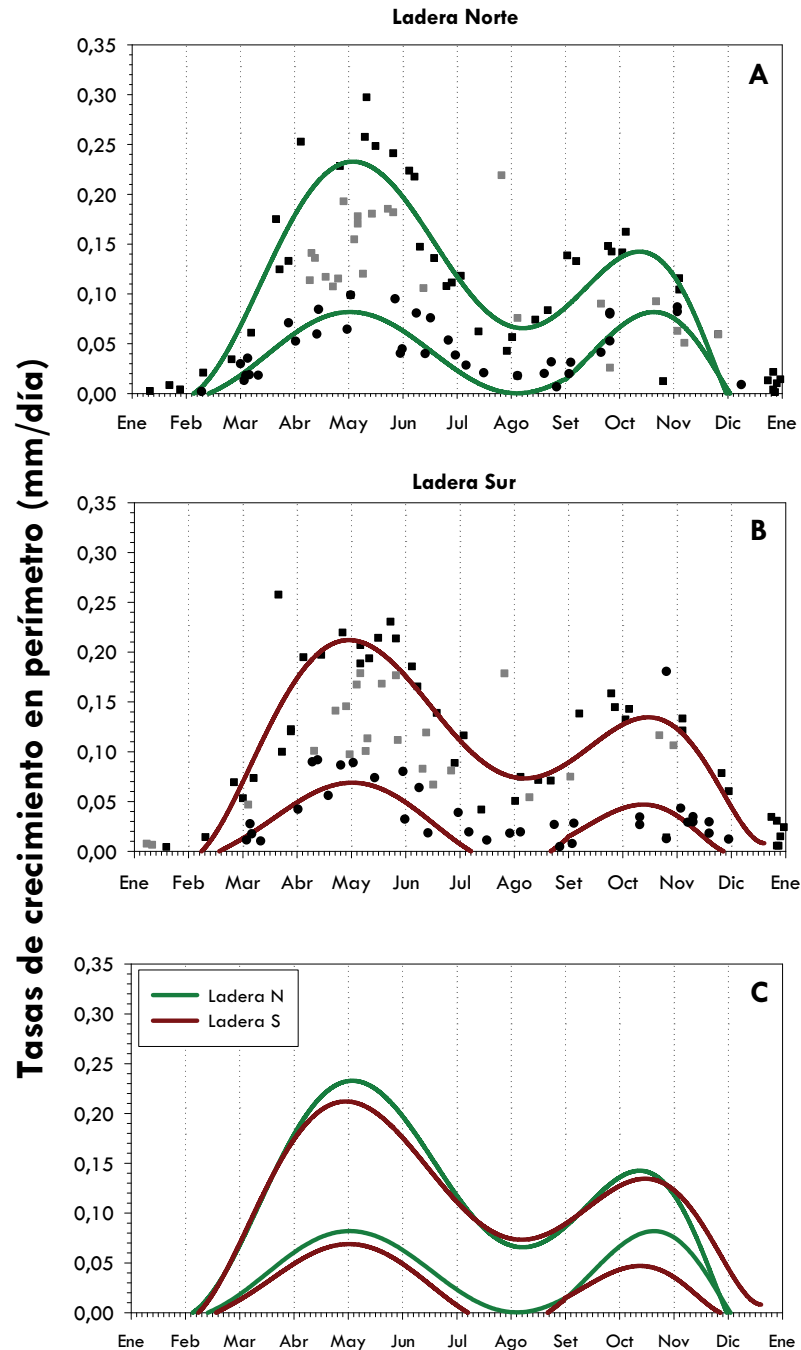 Tasas de crecimiento en perímetro (mm/día)
Ladera Norte
A
0,35
0,30
0,25
0,20
0,15
0,10
0,05
0,00
Ene Feb Mar Abr May Jun Jul Ago Set Oct Nov Dic Ene
Ladera Sur
B
0,35
0,30
0,25
0,20
0,15
0,10
0,05
0,00
Ene Feb Mar Abr May Jun Jul Ago Set Oct Nov Dic Ene
C
0,35
Ladera N
0,30
Ladera S
0,25
0,20
0,15
0,10
0,05
0,00
Ene Feb Mar Abr May Jun Jul Ago Set Oct Nov Dic Ene